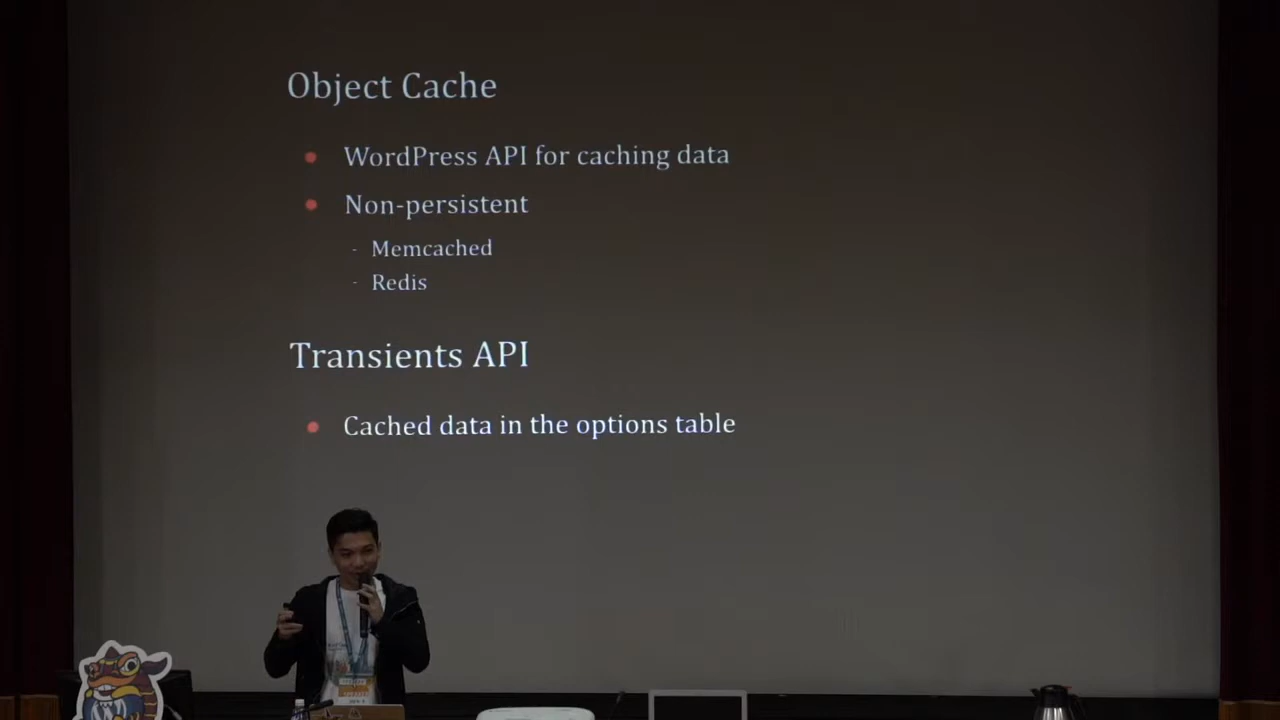 Object Cache
WordPress API for caching data
Non-persistent
- Memcached
- Redis
Transients API
Cached data in the options table